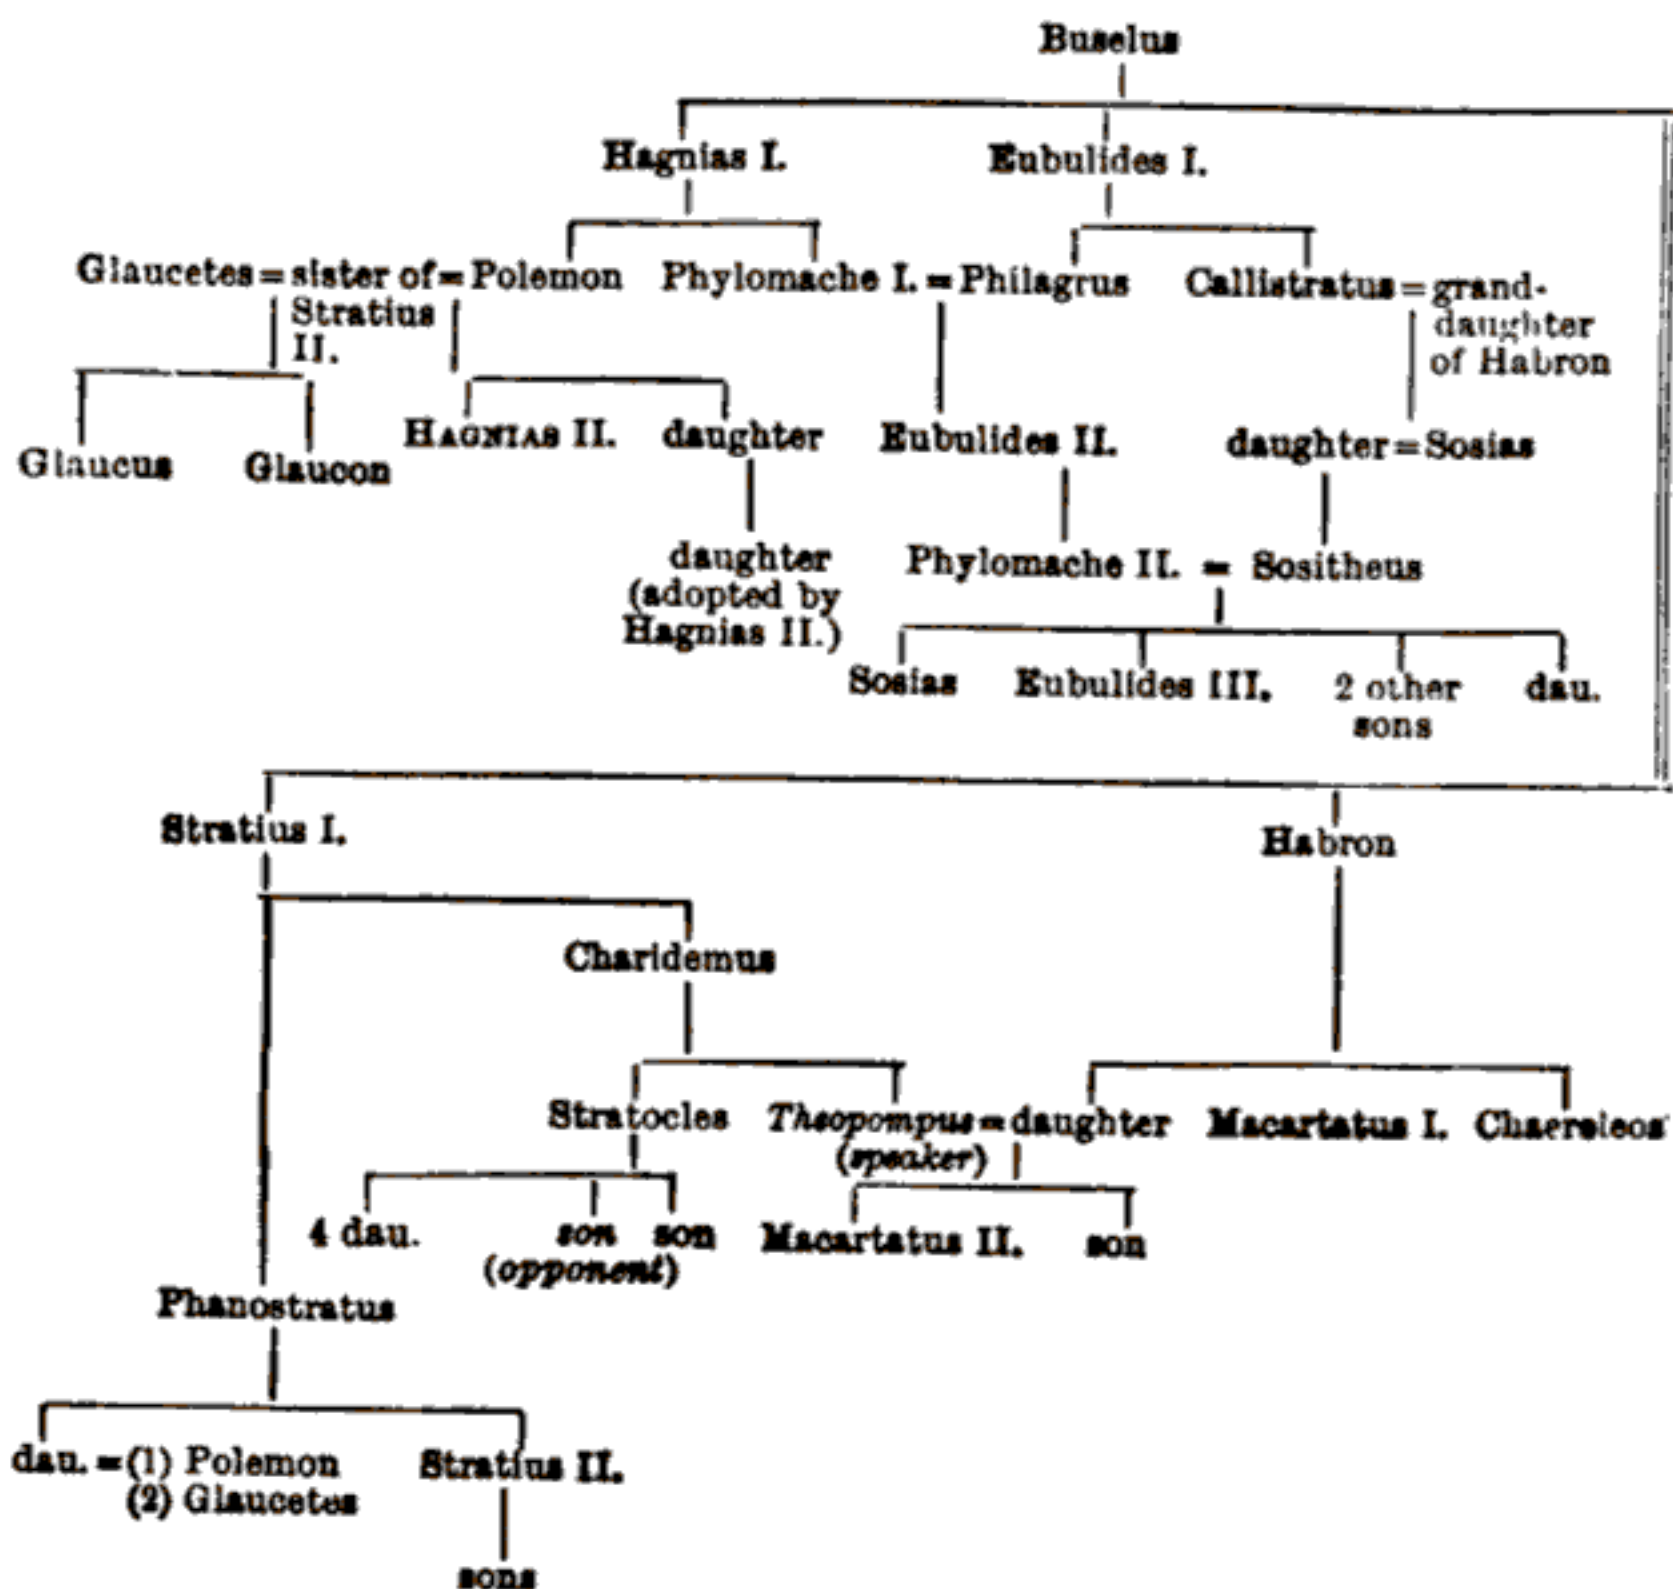 Buselus
Hagnias I. Eubulides I.
Glaucetes = sister of = Polemon Phylomache I. = Philagrus Callistratus = grand-
Stratius daughter
II. of Habron
HAGNIAS II. daughter Eubulides II. daughter = Sosias
Glaucus Glaucon
daughter Phylomache II. = Sositheus
(adopted by
Hagnias II.)
Sosias Eubulides III. 2 other dau.
sons
Stratius I. Habron
Charidemus
Stratocles Theopompus = daughter Macartatus I. Chaereleos
(speaker)
4 dau. son son Macartatus II. son
(opponent)
Phanostratus
dau. = (1) Polemon Stratius II.
(2) Glaucetes
sons